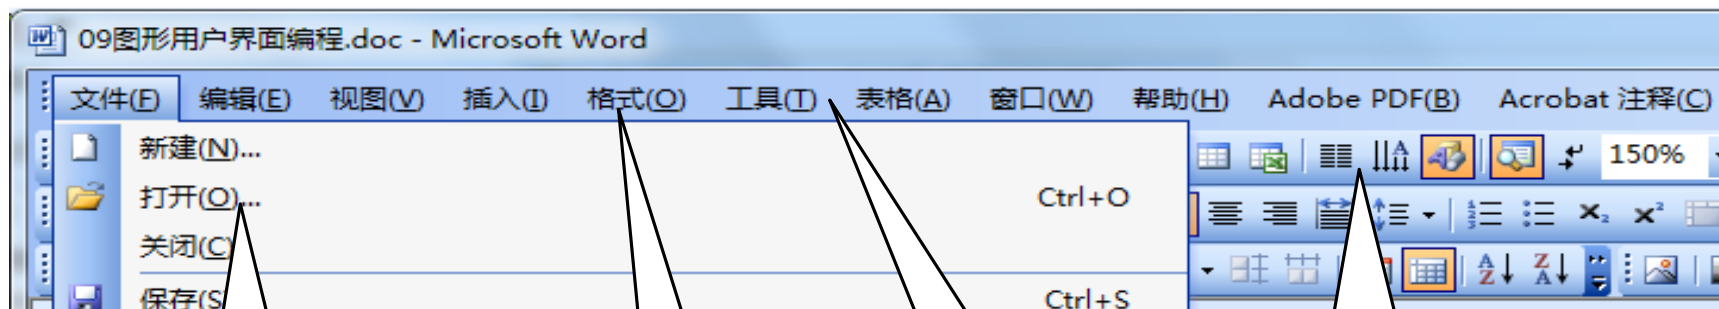 09图形用户界面编程.doc - Microsoft Word
文件(F) 编辑(E) 视图(V) 插入(I) 格式(O) 工具(T) 表格(A) 窗口(W) 帮助(H) Adobe PDF(B) Acrobat 注释(C)
新建(N)...
150%
打开(O)... Ctrl+O
关闭(C)
保存(S Ctrl+S